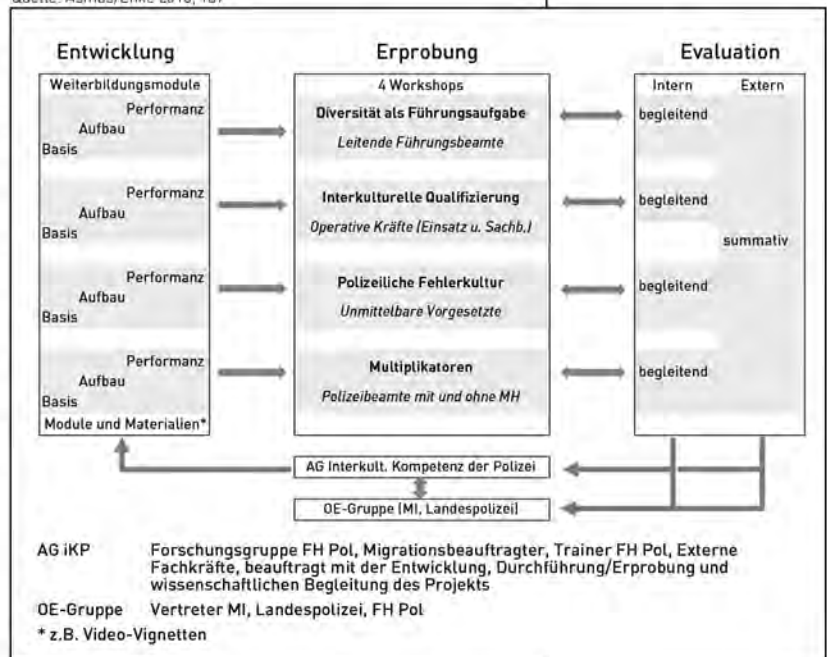 Entwicklung
Erprobung
Evaluation
Weiterbildungsmodule
Performanz
Aufbau
Basis
Performanz
Aufbau
Basis
Performanz
Aufbau
Basis
Performanz
Aufbau
Basis
Module und Materialien*
4 Workshops
Diversität als Führungsaufgabe
Leitende Führungsbeamte
Interkulturelle Qualifizierung
Operative Kräfte (Einsatz u. Sachb.)
Polizeiliche Fehlerkultur
Unmittelbare Vorgesetzte
Multiplikatoren
Polizeibeamte mit und ohne MH
Intern Extern
begleitend
begleitend
summativ
begleitend
begleitend
AG Interkult. Kompetenz der Polizei
OE-Gruppe (MI, Landespolizei)
AG iKP Forschungsgruppe FH Pol, Migrationsbeauftragter, Trainer FH Pol, Externe
Fachkräfte, beauftragt mit der Entwicklung, Durchführung/Erprobung und
wissenschaftlichen Begleitung des Projekts
OE-Gruppe Vertreter MI, Landespolizei, FH Pol
* z.B. Video-Vignetten